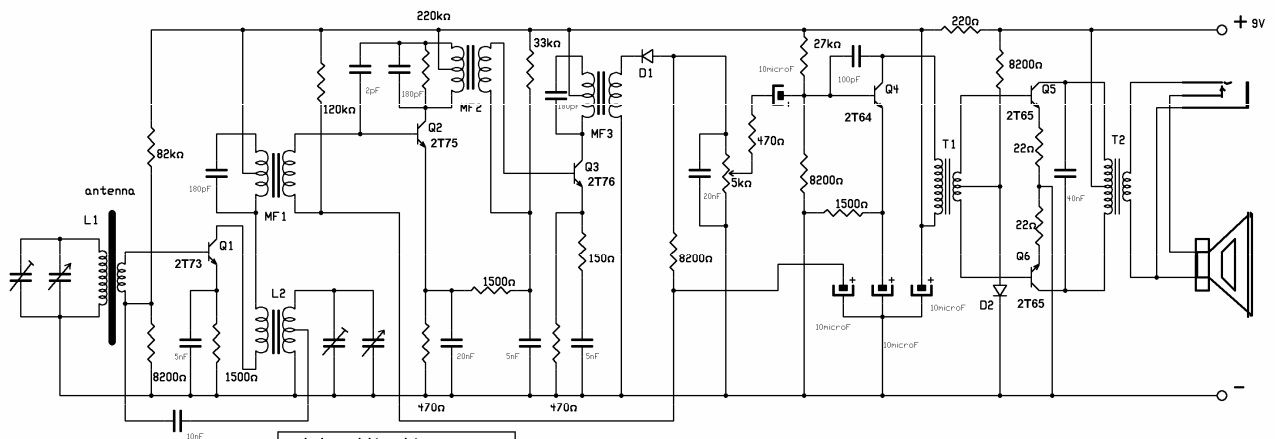 220kΩ
220Ω
+ 9V
33kΩ
27kΩ
D1
10microF
8200Ω
100pF
Q4
Q5
2pF
180pF
MF2
120kΩ
180pF
2T64
2T65
Q2
2T75
MF3
470Ω
T1
T2
22Ω
82kΩ
Q3
2T76
5kΩ
20nF
8200Ω
40nF
180pF
antenna
MF1
1500Ω
L1
22Ω
Q1
2T73
150Ω
8200Ω
Q6
2T65
L2
1500Ω
D2
10microF
10microF
5nF
20nF
5nF
5nF
8200Ω
1500Ω
470Ω
470Ω
-
10nF